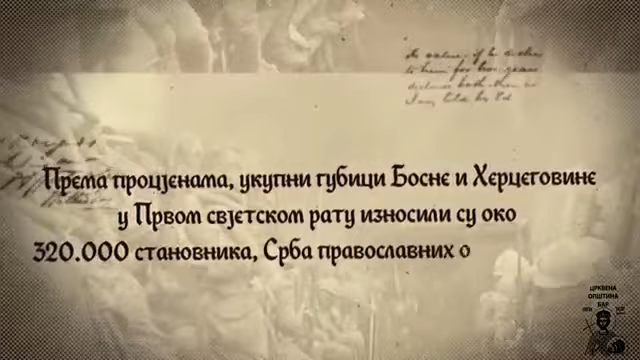 Према процјенама, укупни губици Босне и Херцеговине
у Првом свјетском рату износили су око
320.000 становника, Срба православних о
ЦРКВЕНА
ОПШТИНА
БАР